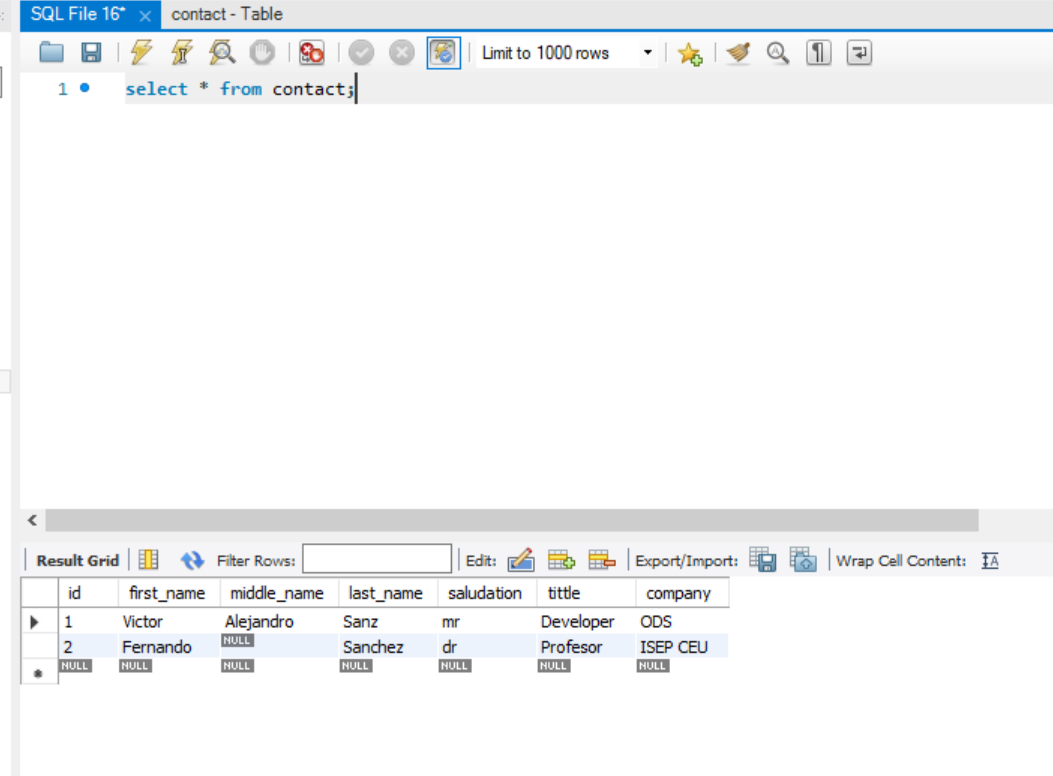 SQL File 16* × contact - Table
Limit to 1000 rows
1 select * from contact;
Result Grid Filter Rows: Edit: Export/Import: Wrap Cell Content:
id first_name middle_name last_name saludation tittle company
1 Victor Alejandro Sanz mr Developer ODS
2 Fernando NULL Sanchez dr Profesor ISEP CEU
NULL NULL NULL NULL NULL NULL NULL